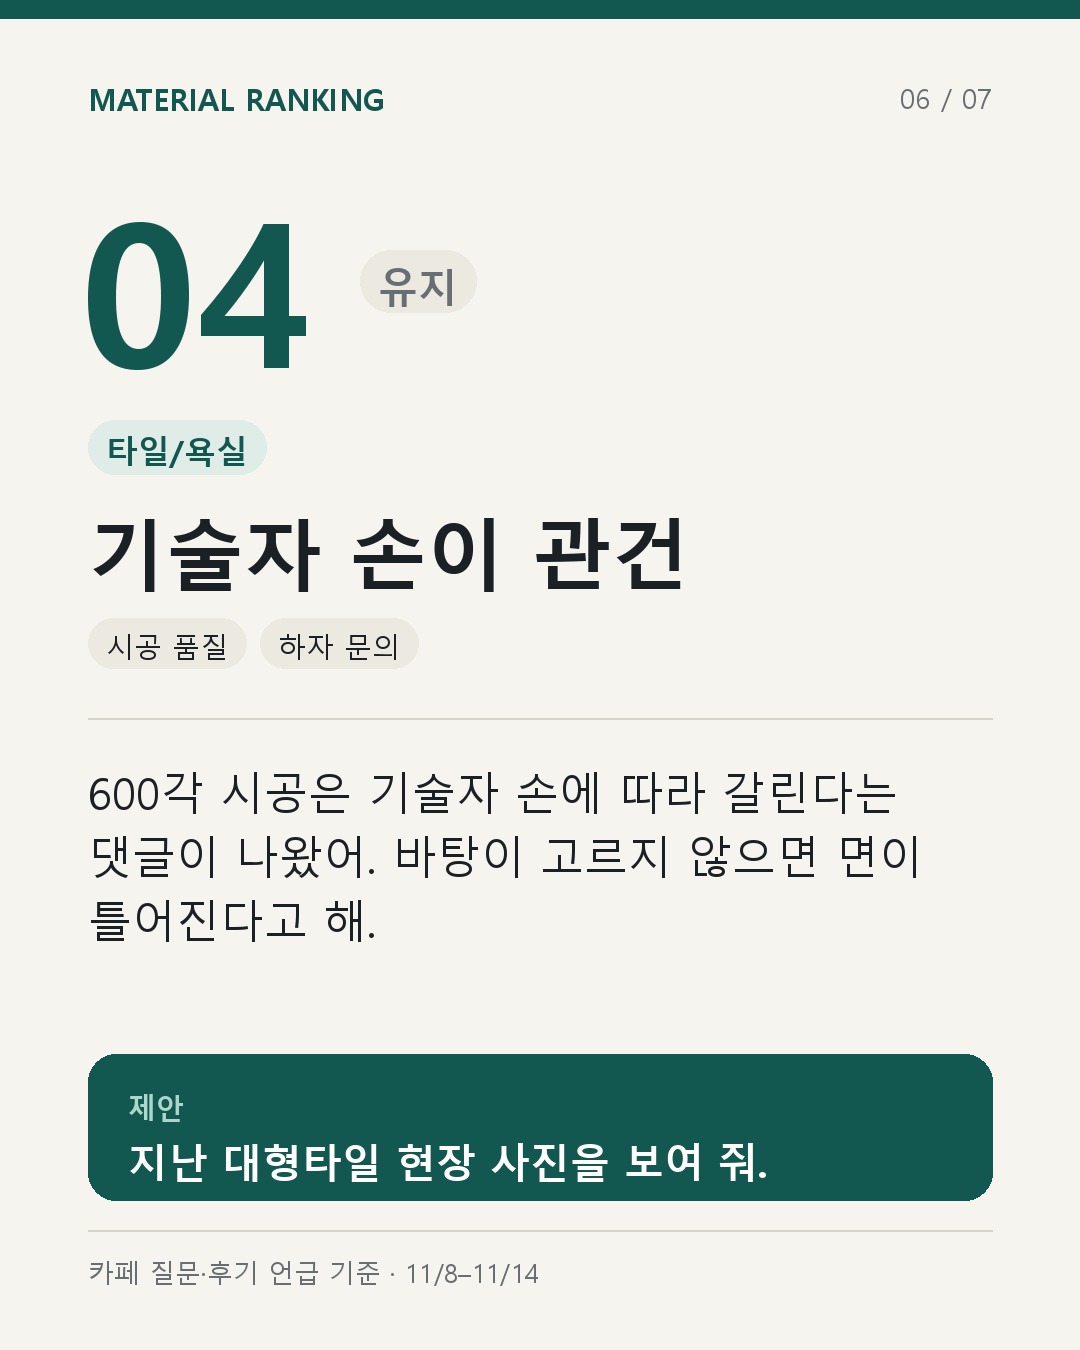 MATERIAL RANKING
06 / 07
04
유지
타일/욕실
기술자 손이 관건
시공 품질
하자 문의
600각 시공은 기술자 손에 따라 갈린다는
댓글이 나왔어. 바탕이 고르지 않으면 면이
틀어진다고 해.
제안
지난 대형타일 현장 사진을 보여 줘.
카페 질문·후기 언급 기준 · 11/8–11/14